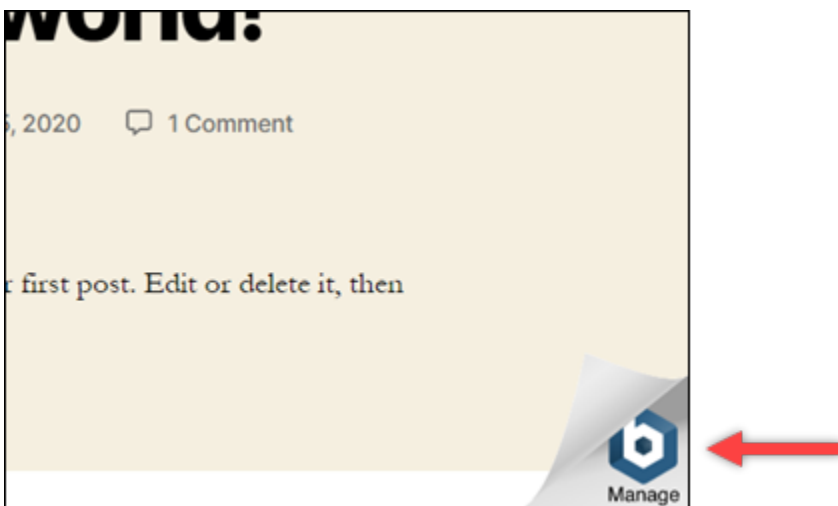 world!
, 2020 1 Comment
r first post. Edit or delete it, then
Manage